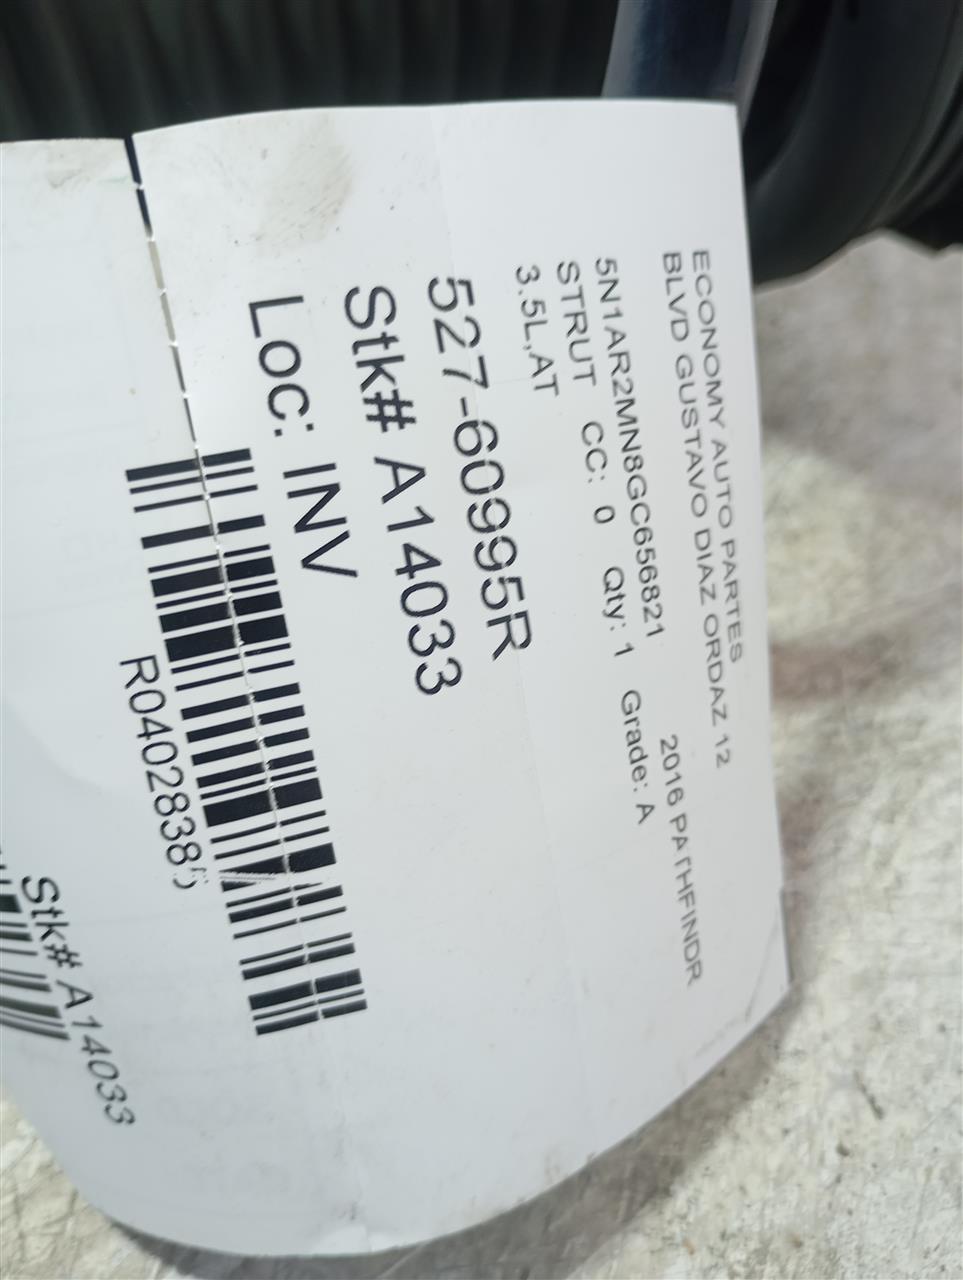 ECONOMY AUTO PARTES
BLVD GUSTAVO DIAZ ORDAZ 12
5N1AR2MN8GC656821 2016 PATHFINDR
STRUT CC: 0 Qty: 1 Grade: A
3.5L,AT
527-60995R
Stk# A14033
Loc: INV
R0402838
Stk# A14033